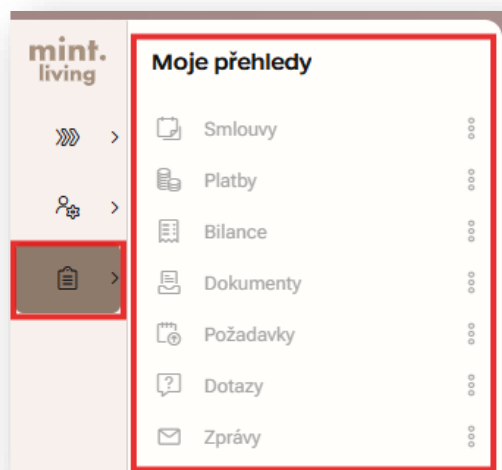 mint.
living
Moje přehledy
Smlouvy
Platby
Bilance
Dokumenty
Požadavky
Dotazy
Zprávy